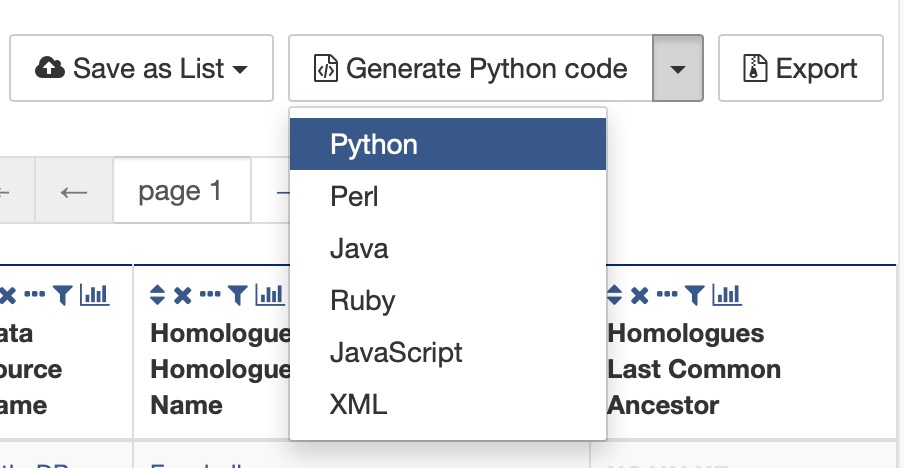 Save as List
Generate Python code
Export
Python
Perl
Java
Ruby
JavaScript
XML
← page 1
ata
ource
ame
Homologue
Homologue
Name
Homologues
Last Common
Ancestor